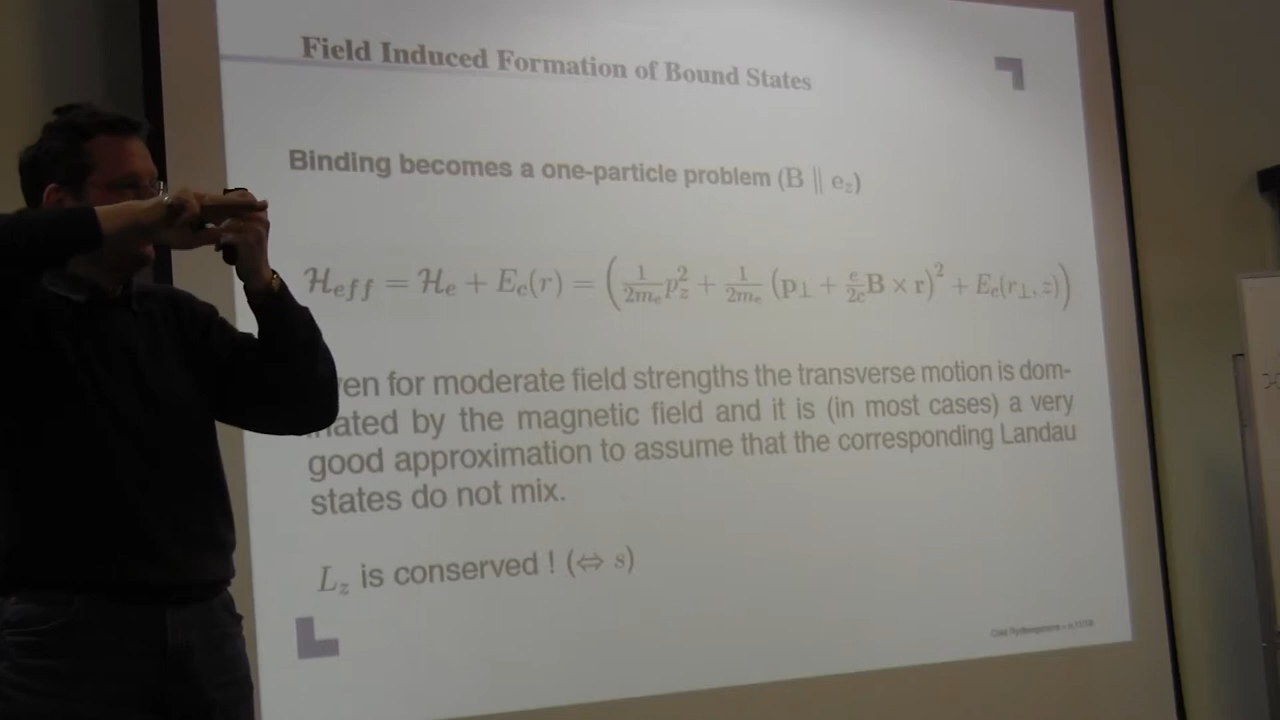 Field Induced Formation of Bound States
Binding becomes a one-particle problem (B ∥ e_z)
ℋ_eff = ℋ_e + E_c(r) = ( 1/2m_e p_z^2 + 1/2m_e (p_⊥ + e/2c B × r)^2 + E_c(r_⊥, z) )
en for moderate field strengths the transverse motion is dom-
ated by the magnetic field and it is (in most cases) a very
good approximation to assume that the corresponding Landau
states do not mix.
L_z is conserved ! (⇔ s)